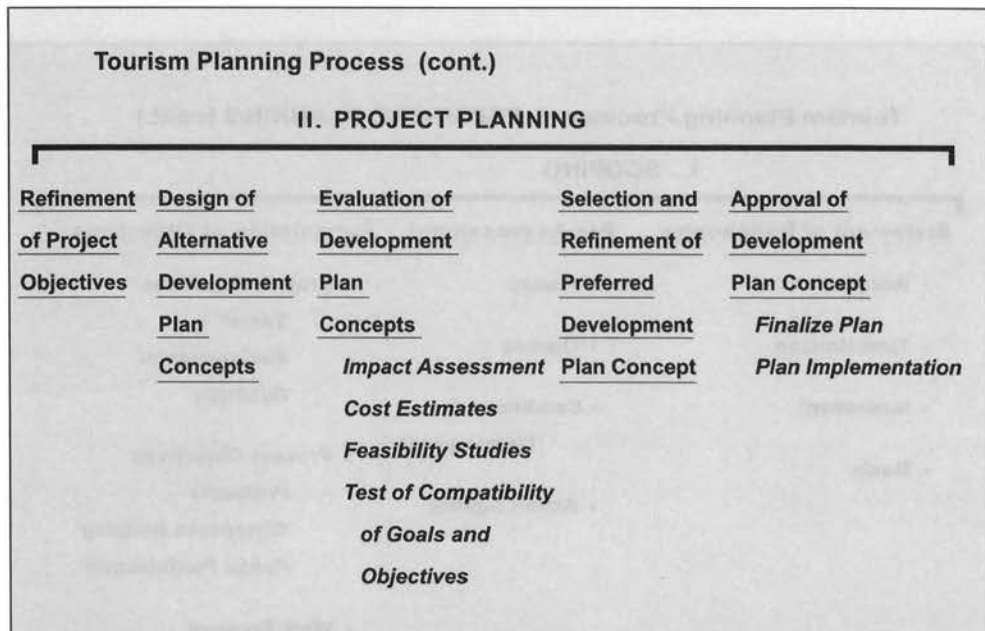 Tourism Planning Process (cont.)
II. PROJECT PLANNING
Refinement
of Project
Objectives
Design of
Alternative
Development
Plan
Concepts
Evaluation of
Development
Plan
Concepts
Impact Assessment
Cost Estimates
Feasibility Studies
Test of Compatibility
of Goals and
Objectives
Selection and
Refinement of
Preferred
Development
Plan Concept
Approval of
Development
Plan Concept
Finalize Plan
Plan Implementation